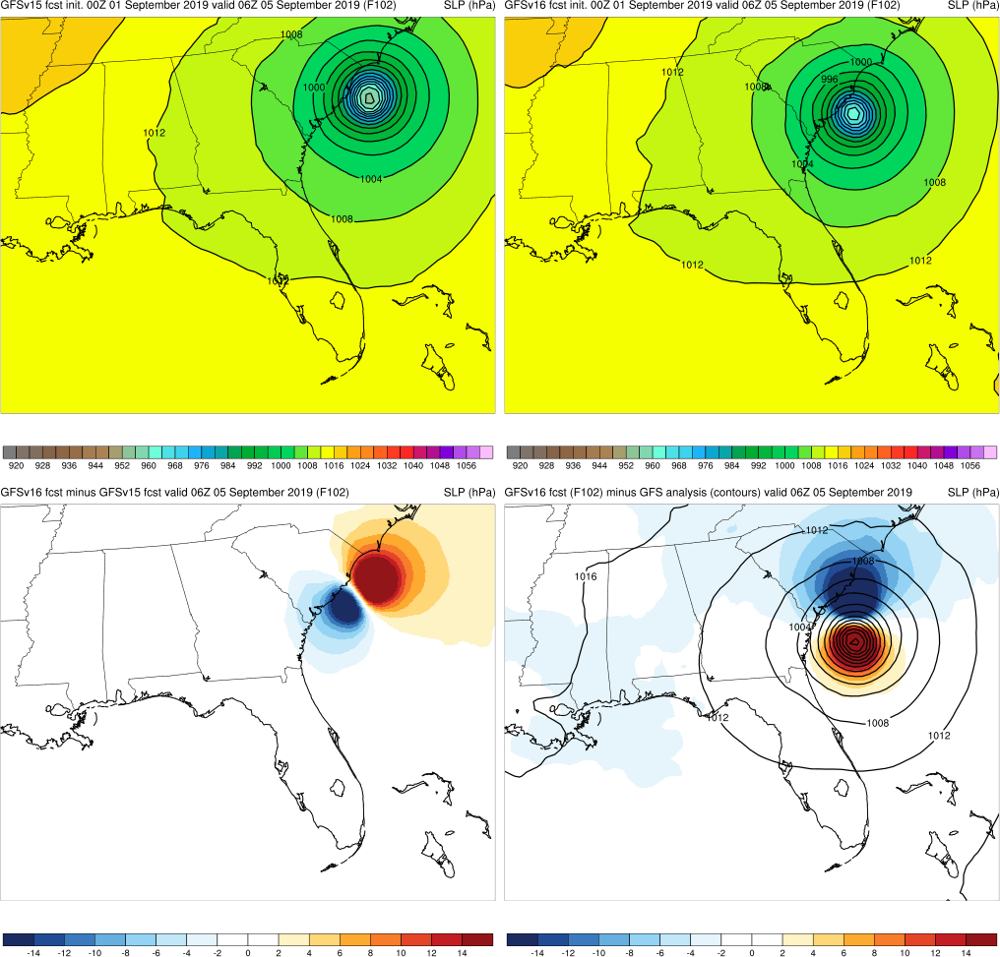 GFSv15 fcst init. 00Z 01 September 2019 valid 06Z 05 September 2019 (F102) SLP (hPa)
GFSv16 fcst init. 00Z 01 September 2019 valid 06Z 05 September 2019 (F102) SLP (hPa)
1008
1000
1012
1004
1008
1012
1000
1012
996
1008
1004
1008
1012
1012
920 928 936 944 952 960 968 976 984 992 1000 1008 1016 1024 1032 1040 1048 1056
928 928 936 944 952 960 968 976 984 992 1000 1008 1016 1024 1032 1040 1048 1056
GFSv16 fcst minus GFSv15 fcst valid 06Z 05 September 2019 (F102) SLP (hPa)
GFSv16 fcst (F102) minus GFS analysis (contours) valid 06Z 05 September 2019 SLP (hPa)
1012
1008
1016
1004
1012
1008
1012
-14 -12 -10 -8 -6 -4 -2 0 2 4 6 8 10 12 14
-14 -12 -10 -8 -6 -4 -2 0 2 4 6 8 10 12 14